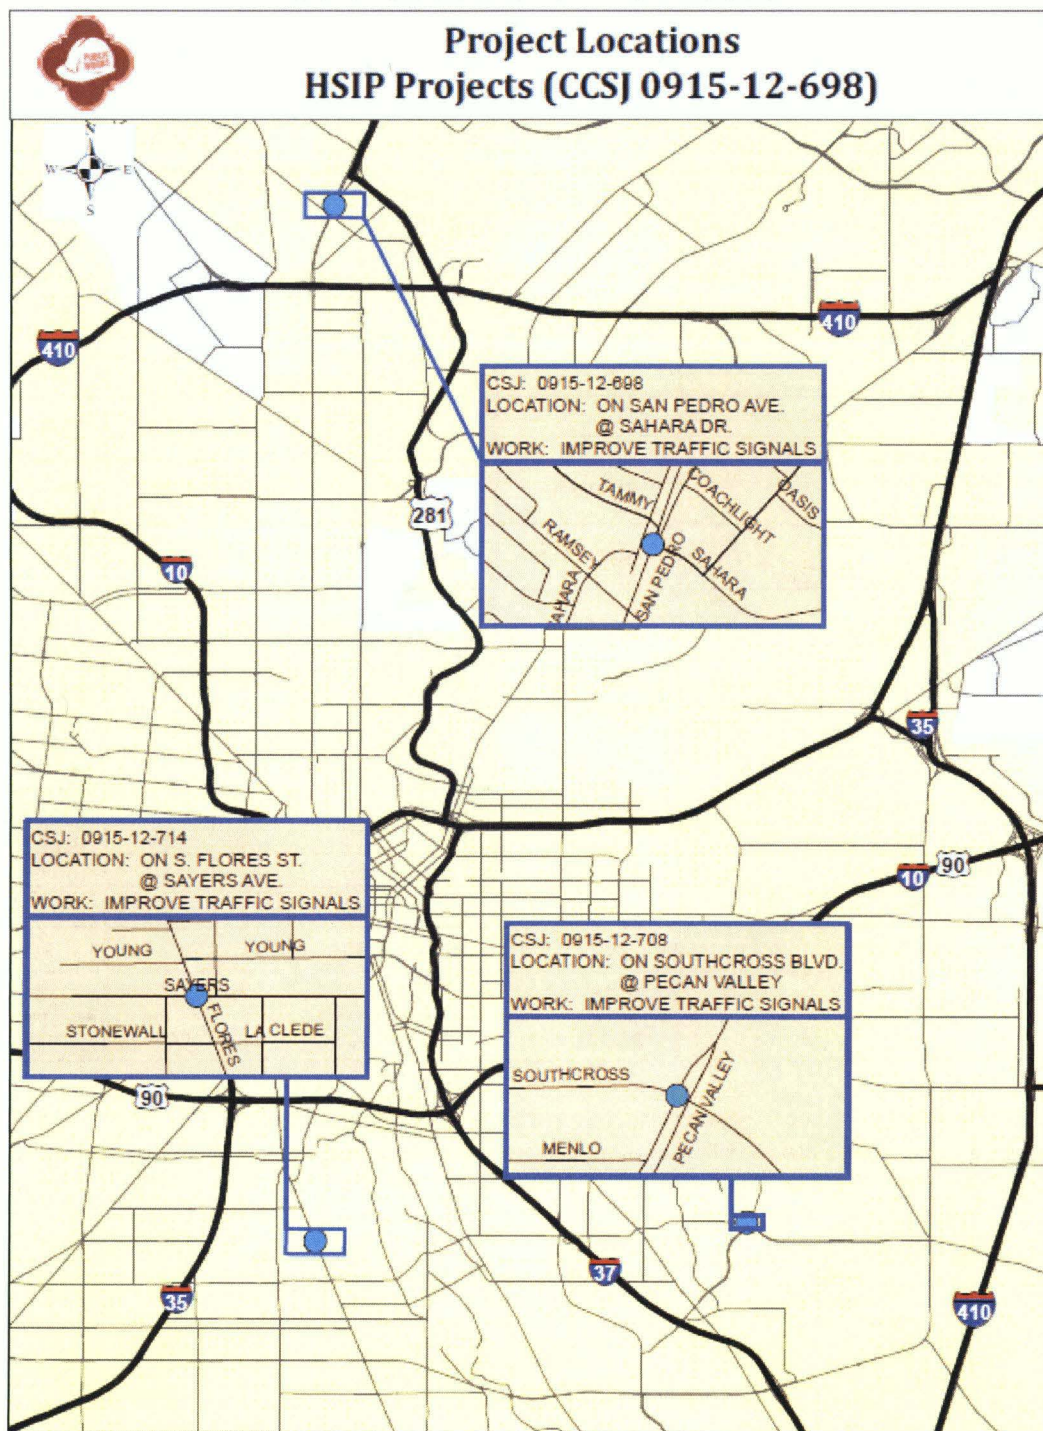 Project Locations
HSIP Projects (CCSJ 0915-12-698)
PUBLIC
WORKS
N
W E
S
410
410
CSJ: 0915-12-698
LOCATION: ON SAN PEDRO AVE.
@ SAHARA DR.
WORK: IMPROVE TRAFFIC SIGNALS
TAMMY
COACHLIGHT
OASIS
RAMSEY
SAHARA
SAN PEDRO
AHARA
281
10
35
CSJ: 0915-12-714
LOCATION: ON S. FLORES ST.
@ SAYERS AVE.
WORK: IMPROVE TRAFFIC SIGNALS
YOUNG
YOUNG
SAYERS
STONEWALL
FLORES
LA CLEDE
10
90
CSJ: 0915-12-708
LOCATION: ON SOUTHCROSS BLVD.
@ PECAN VALLEY
WORK: IMPROVE TRAFFIC SIGNALS
SOUTHCROSS
PECAN VALLEY
MENLO
90
35
37
410